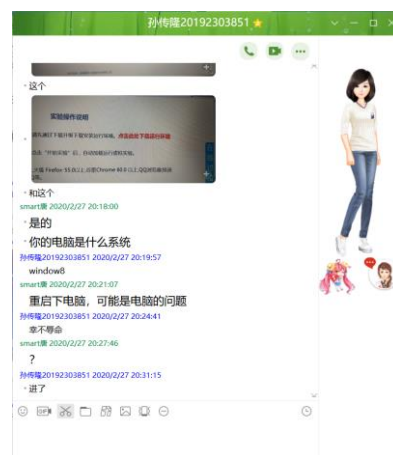 孙传隆20192303851
这个
实验操作说明
和这个
smart唐 2020/2/27 20:18:00
是的
你的电脑是什么系统
孙传隆20192303851 2020/2/27 20:19:57
window8
smart唐 2020/2/27 20:21:07
重启下电脑，可能是电脑的问题
孙传隆20192303851 2020/2/27 20:24:41
幸不辱命
smart唐 2020/2/27 20:27:46
?
孙传隆20192303851 2020/2/27 20:31:15
进了
GIF